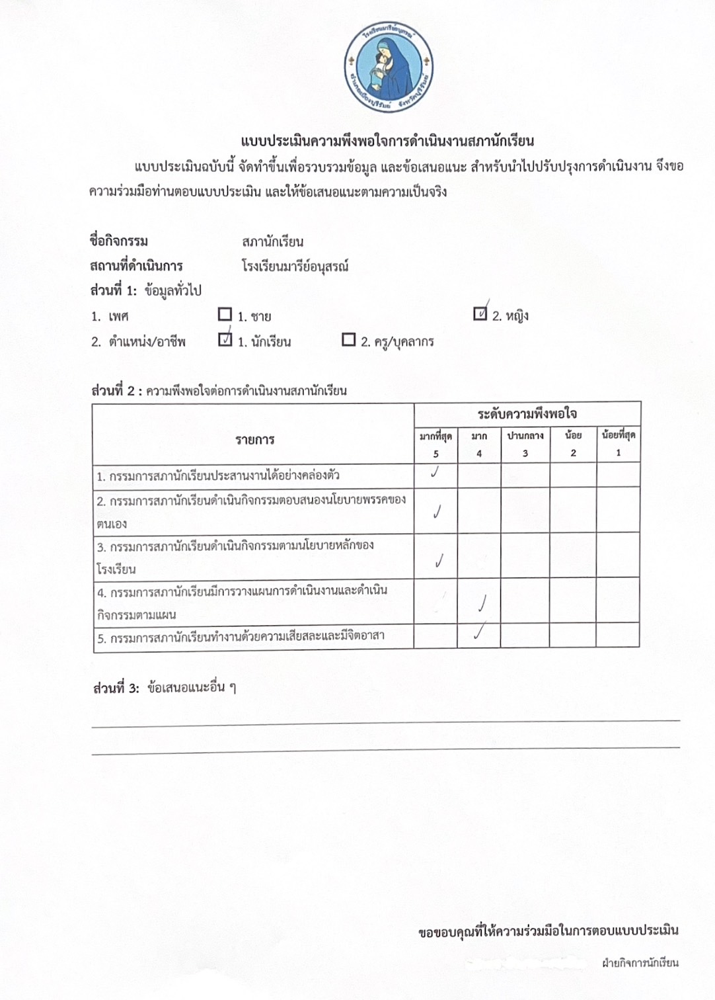 โรงเรียนมารีย์อนุสรณ์
อำเภอเมืองบุรีรัมย์ จังหวัดบุรีรัมย์
แบบประเมินความพึงพอใจการดำเนินงานสภานักเรียน
แบบประเมินฉบับนี้ จัดทำขึ้นเพื่อรวบรวมข้อมูล และข้อเสนอแนะ สำหรับนำไปปรับปรุงการดำเนินงาน จึงขอ
ความร่วมมือท่านตอบแบบประเมิน และให้ข้อเสนอแนะตามความเป็นจริง
ชื่อกิจกรรม สภานักเรียน
สถานที่ดำเนินการ โรงเรียนมารีย์อนุสรณ์
ส่วนที่ 1: ข้อมูลทั่วไป
1. เพศ ☐ 1. ชาย ☑ 2. หญิง
2. ตำแหน่ง/อาชีพ ☑ 1. นักเรียน ☐ 2. ครู/บุคลากร
ส่วนที่ 2 : ความพึงพอใจต่อการดำเนินงานสภานักเรียน
รายการ ระดับความพึงพอใจ
มากที่สุด มาก ปานกลาง น้อย น้อยที่สุด
5 4 3 2 1
1. กรรมการสภานักเรียนประสานงานได้อย่างคล่องตัว ✓
2. กรรมการสภานักเรียนดำเนินกิจกรรมตอบสนองนโยบายพรรคของ
ตนเอง ✓
3. กรรมการสภานักเรียนดำเนินกิจกรรมตามนโยบายหลักของ
โรงเรียน ✓
4. กรรมการสภานักเรียนมีการวางแผนการดำเนินงานและดำเนิน
กิจกรรมตามแผน ✓
5. กรรมการสภานักเรียนทำงานด้วยความเสียสละและมีจิตอาสา ✓
ส่วนที่ 3: ข้อเสนอแนะอื่น ๆ
ขอขอบคุณที่ให้ความร่วมมือในการตอบแบบประเมิน
ฝ่ายกิจการนักเรียน